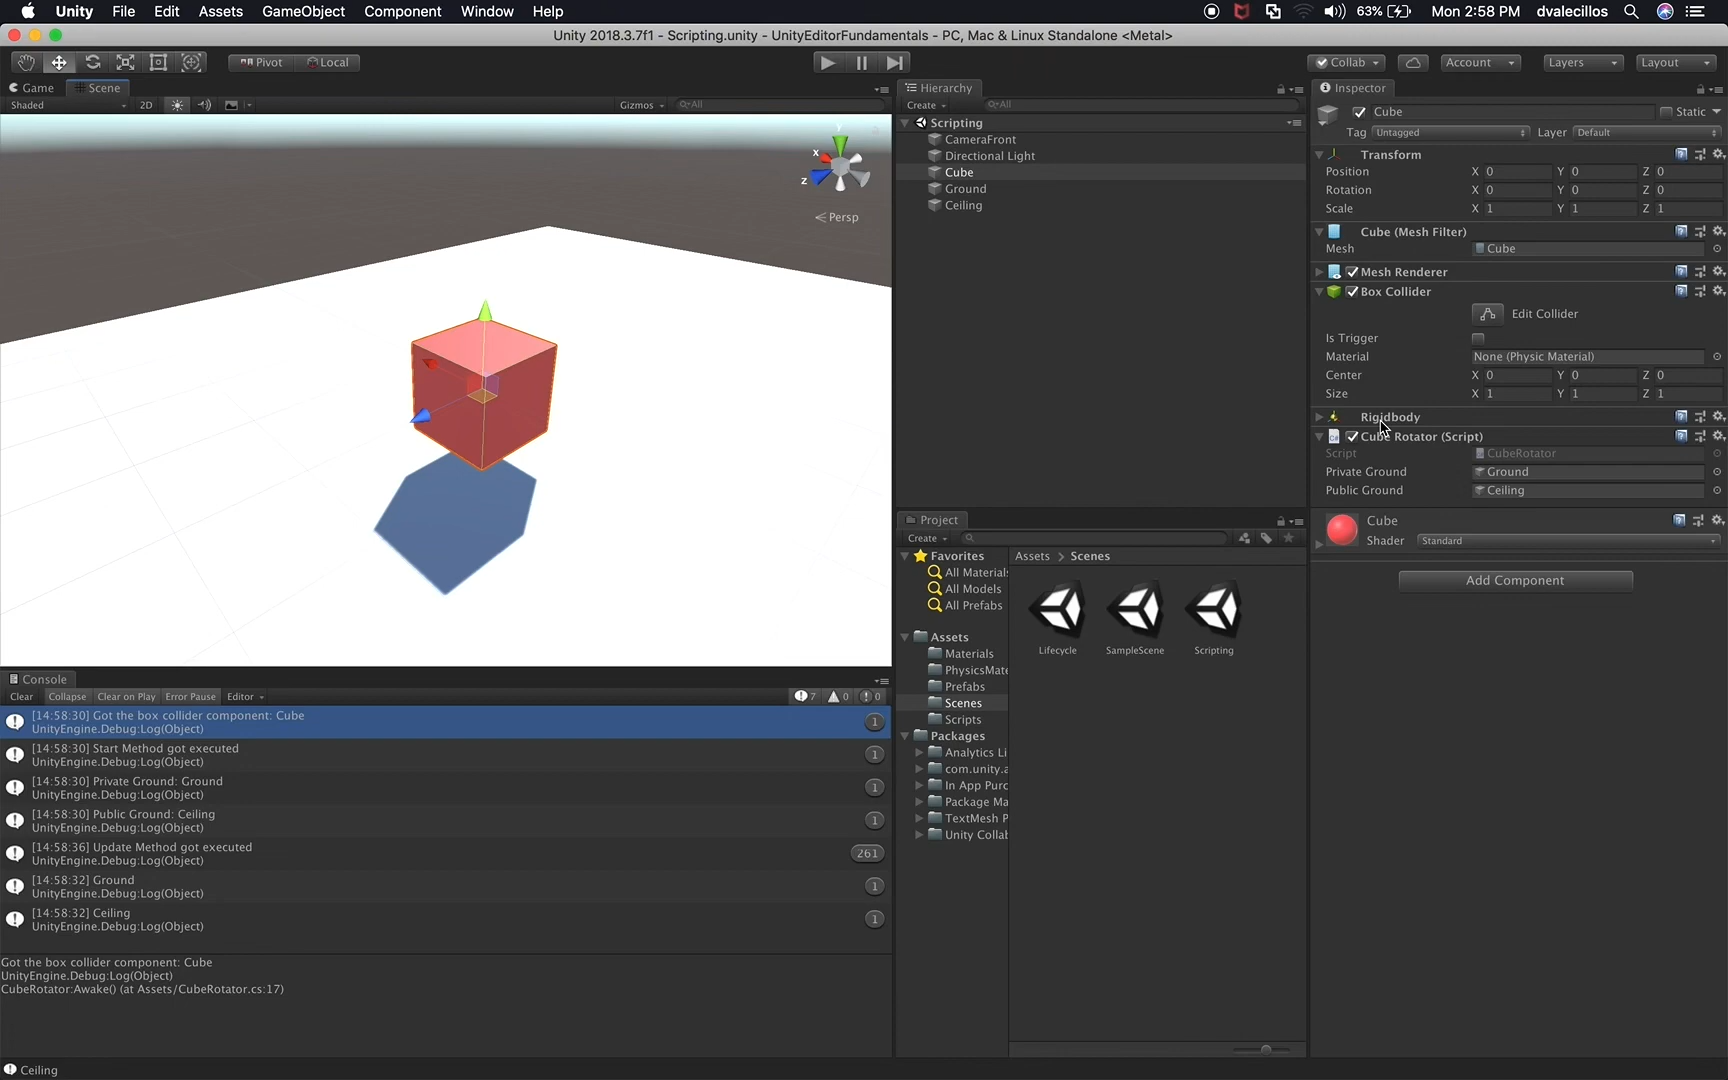 Unity File Edit Assets GameObject Component Window Help 63% Mon 2:58 PM dvalecillos
Unity 2018.3.7f1 - Scripting.unity - UnityEditorFundamentals - PC, Mac & Linux Standalone <Metal>
Pivot Local Collab Account Layers Layout
Game Scene
Shaded 2D Gizmos All
y
x
z
Persp
Console
Clear Collapse Clear on Play Error Pause Editor 7 0 0
[14:58:30] Got the box collider component: Cube
UnityEngine.Debug:Log(Object)
1
[14:58:30] Start Method got executed
UnityEngine.Debug:Log(Object)
1
[14:58:30] Private Ground: Ground
UnityEngine.Debug:Log(Object)
1
[14:58:30] Public Ground: Ceiling
UnityEngine.Debug:Log(Object)
1
[14:58:36] Update Method got executed
UnityEngine.Debug:Log(Object)
261
[14:58:32] Ground
UnityEngine.Debug:Log(Object)
1
[14:58:32] Ceiling
UnityEngine.Debug:Log(Object)
1
Got the box collider component: Cube
UnityEngine.Debug:Log(Object)
CubeRotator:Awake() (at Assets/CubeRotator.cs:17)
Ceiling
Hierarchy
Create All
Scripting
CameraFront
Directional Light
Cube
Ground
Ceiling
Project
Create
Favorites
All Materials
All Models
All Prefabs
Assets
Materials
PhysicsMate
Prefabs
Scenes
Scripts
Packages
Analytics Li
com.unity.a
In App Purc
Package Ma
TextMesh P
Unity Collab
Assets > Scenes
Lifecycle SampleScene Scripting
Inspector
Cube Static
Tag Untagged Layer Default
Transform
Position X 0 Y 0 Z 0
Rotation X 0 Y 0 Z 0
Scale X 1 Y 1 Z 1
Cube (Mesh Filter)
Mesh Cube
Mesh Renderer
Box Collider
Edit Collider
Is Trigger
Material None (Physic Material)
Center X 0 Y 0 Z 0
Size X 1 Y 1 Z 1
Rigidbody
Cube Rotator (Script)
Script CubeRotator
Private Ground Ground
Public Ground Ceiling
Cube
Shader Standard
Add Component